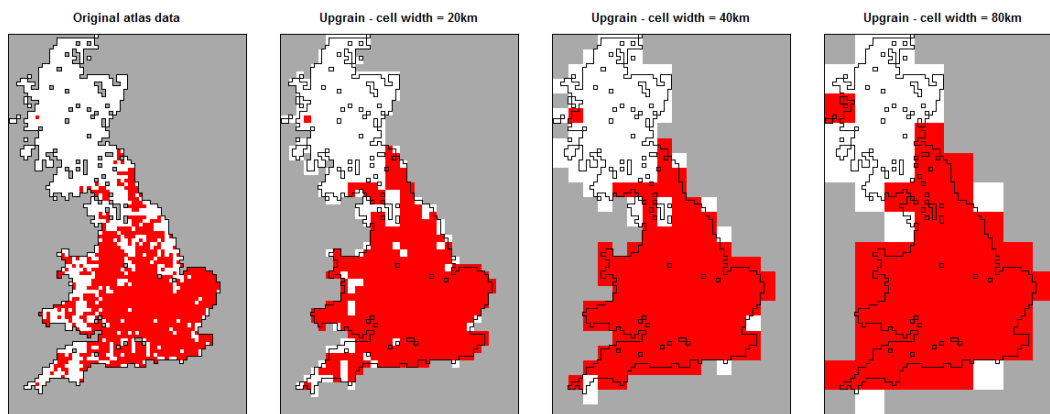 Original atlas data
Upgrain - cell width = 20km
Upgrain - cell width = 40km
Upgrain - cell width = 80km